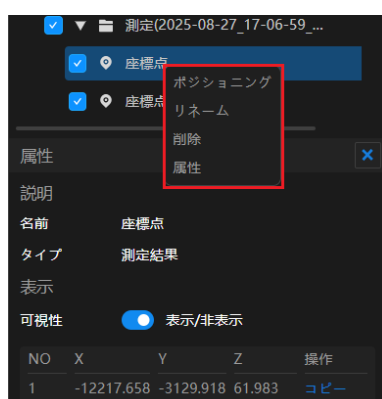 測定(2025-08-27_17-06-59_...
座標点
座標
ポジショニング
リネーム
削除
属性
属性
説明
名前 座標点
タイプ 測定結果
表示
可視性 表示/非表示
NO X Y Z 操作
1 -12217.658 -3129.918 61.983 コピー